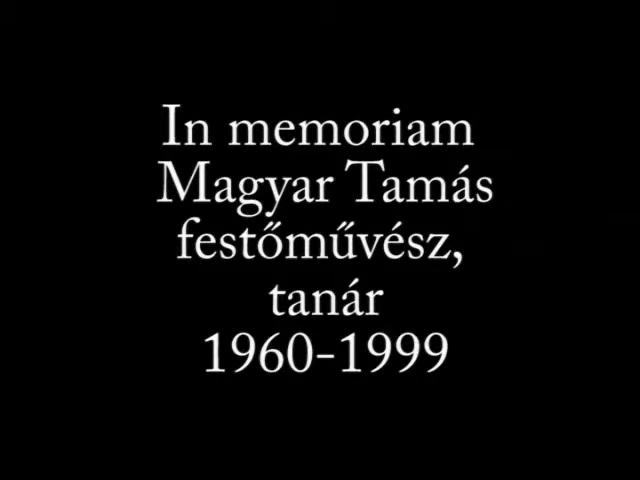 In memoriam
Magyar Tamás
festőművész,
tanár
1960-1999